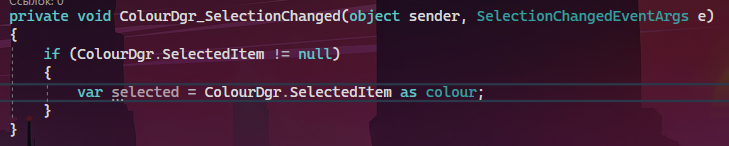 Ссылок: 0
private void ColourDgr_SelectionChanged(object sender, SelectionChangedEventArgs e)
{
if (ColourDgr.SelectedItem != null)
{
var selected = ColourDgr.SelectedItem as colour;
}
}